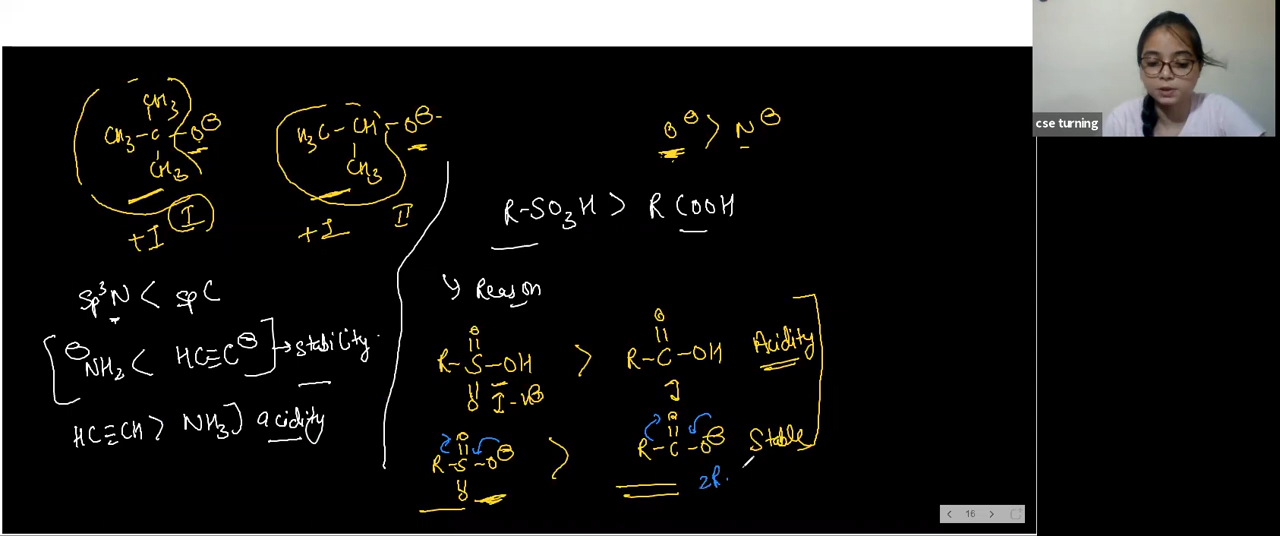 CH₃
CH₃-C-O⊖
CH₃
+I
I
H₃C-CH-O⊖
CH₃
+I
II
sp³N < sp C
⊖NH₂ < HC≡C⊖ → stability
HC≡CH > NH₃ acidity
O⊖ > N⊖
R-SO₃H > R COOH
Reason
O
R-S-OH > R-C-OH Acidity
O
O
O
R-S-O⊖ > R-C-O⊖ Stable
O
O
O
2R.
cse turning
16